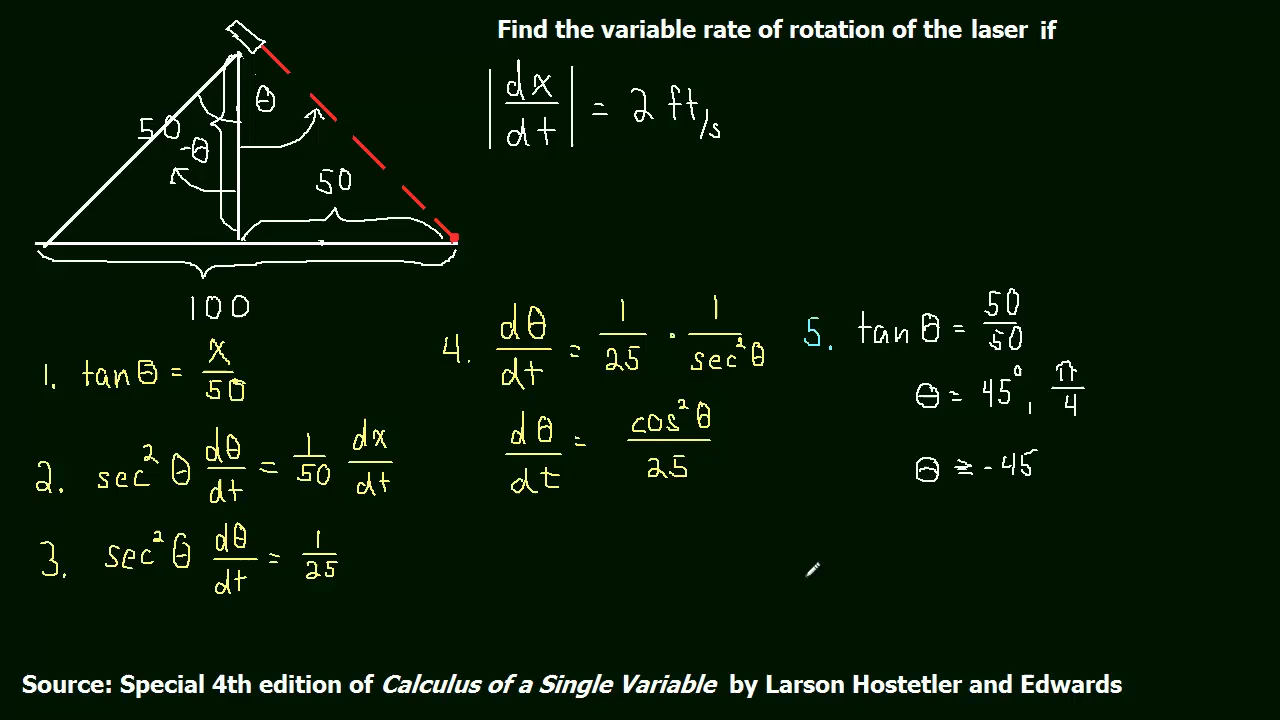 Find the variable rate of rotation of the laser if
|dx/dt| = 2 ft/s
θ
50
-θ
50
100
1. tan θ = x/50
2. sec² θ dθ/dt = 1/50 dx/dt
3. sec² θ dθ/dt = 1/25
4. dθ/dt = 1/25 · 1/sec² θ
dθ/dt = cos² θ/25
5. tan θ = 50/50
θ = 45°, π/4
θ = -45
Source: Special 4th edition of Calculus of a Single Variable by Larson Hostetler and Edwards